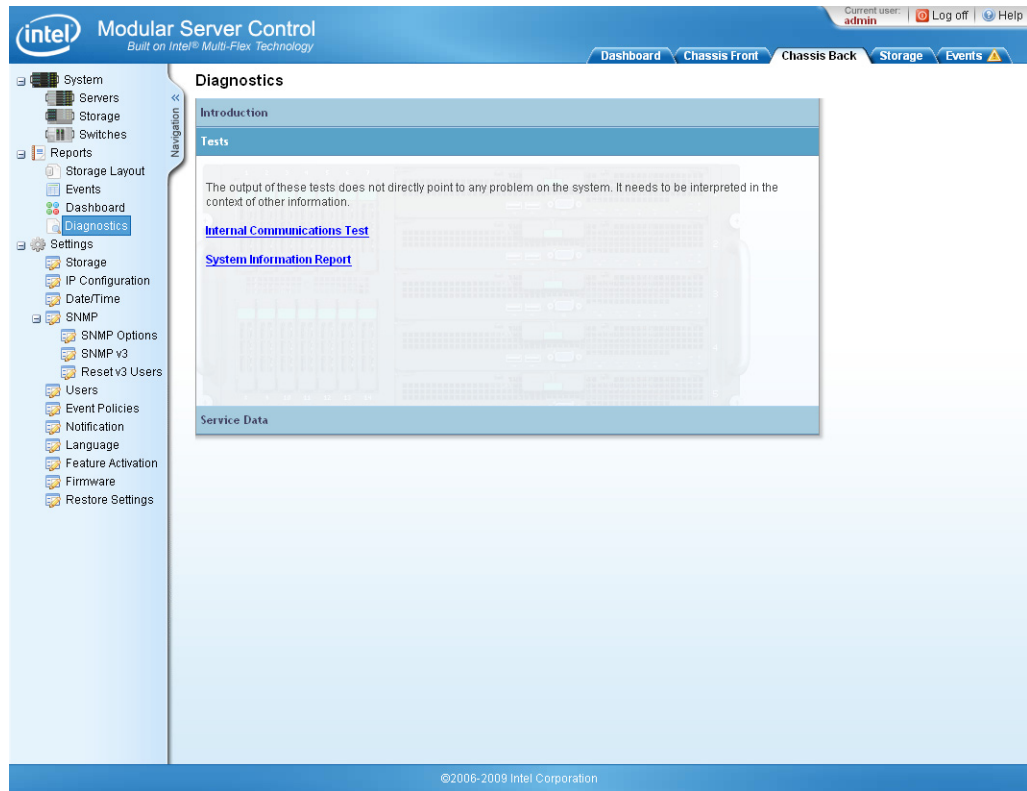 intel
Modular Server Control
Built on Intel® Multi-Flex Technology
Current user:
admin
Log off
Help
Dashboard
Chassis Front
Chassis Back
Storage
Events
System
Servers
Storage
Switches
Reports
Storage Layout
Events
Dashboard
Diagnostics
Settings
Storage
IP Configuration
Date/Time
SNMP
SNMP Options
SNMP v3
Reset v3 Users
Users
Event Policies
Notification
Language
Feature Activation
Firmware
Restore Settings
«
Navigation
Diagnostics
Introduction
Tests
The output of these tests does not directly point to any problem on the system. It needs to be interpreted in the
context of other information.
Internal Communications Test
System Information Report
Service Data
©2006-2009 Intel Corporation